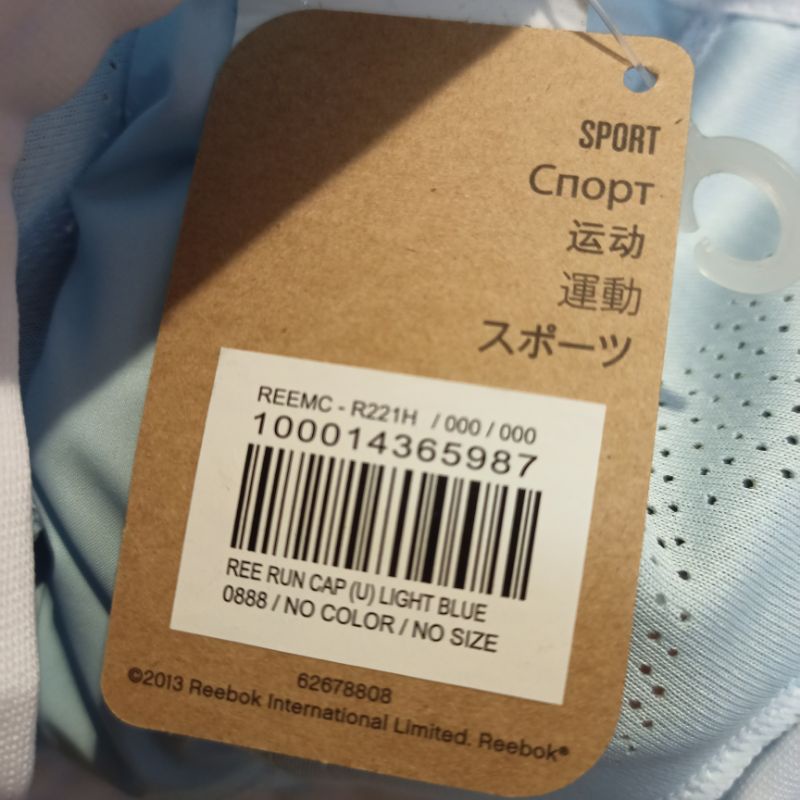 SPORT
Спорт
运动
運動
スポーツ
REEMC - R221H / 000 / 000
100014365987
REE RUN CAP (U) LIGHT BLUE
0888 / NO COLOR / NO SIZE
62678808
©2013 Reebok International Limited. Reebok®